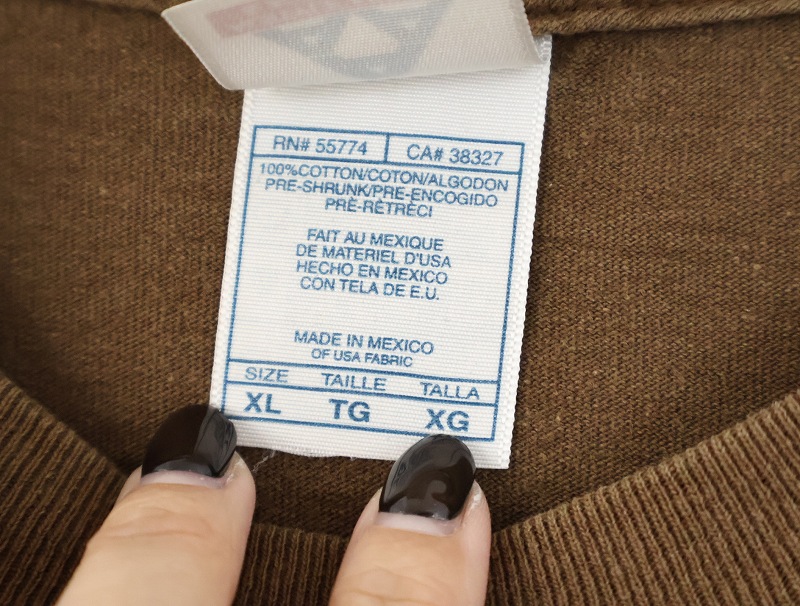 RN# 55774 CA# 38327
100%COTTON/COTON/ALGODON
PRE-SHRUNK/PRE-ENCOGIDO
PRÉ-RÉTRÉCI
FAIT AU MEXIQUE
DE MATERIEL D'USA
HECHO EN MEXICO
CON TELA DE E.U.
MADE IN MEXICO
OF USA FABRIC
SIZE TAILLE TALLA
XL TG XG